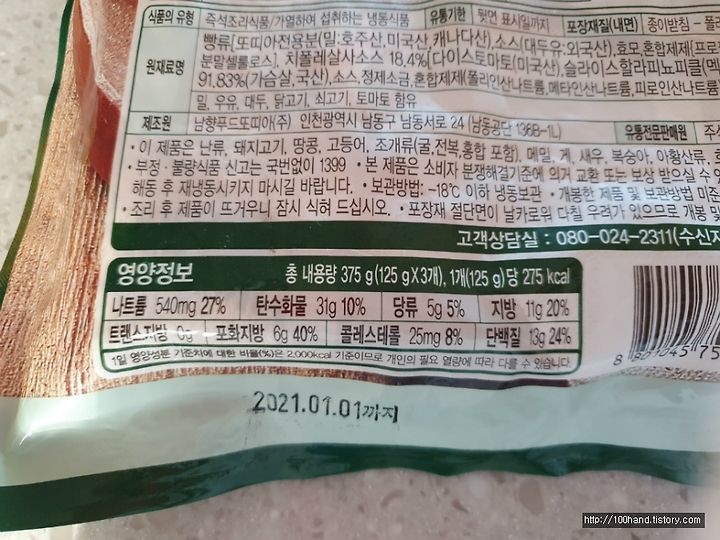 식품의 유형 즉석조리식품/가열하여 섭취하는 냉동식품 유통기한 뒷면 표시일까지 포장재질(내면) 종이받침 - 폴리
원재료명
빵류[또띠아전용분(밀:호주산,미국산,캐나다산),소스(대두유:외국산),효모,혼합제제(프로
분말셀룰로스], 치폴레살사소스 18.4%[다이스토마토(미국산),슬라이스할라피뇨피클(멕
91.83%(가슴살, 국산), 소스, 정제소금,혼합제제(폴리인산나트륨,메타인산나트륨,피로인산나트륨
밀, 우유, 대두, 닭고기, 쇠고기, 토마토 함유
제조원 남향푸드또띠아(주) 인천광역시 남동구 남동서로 24 (남동공단 136B-1L) 유통전문판매원
• 이 제품은 난류, 돼지고기, 땅콩, 고등어, 조개류(굴,전복,홍합 포함), 메밀, 게, 새우, 복숭아, 아황산류,
• 부정 · 불량식품 신고는 국번없이 1399 • 본 제품은 소비자 분쟁해결기준에 의거 교환 또는 보상 받으실 수
해동 후 재냉동시키지 마시길 바랍니다. • 보관방법: -18℃ 이하 냉동보관 • 개봉한 제품 및 보관방법 미준
• 조리 후 제품이 뜨거우니 잠시 식혀 드십시오. • 포장재 절단면이 날카로워 다칠 우려가 있으므로 개봉 및
고객상담실 : 080-024-2311(수신자
영양정보 총 내용량 375 g(125 g X 3개), 1개(125 g)당 275 kcal
나트륨 540mg 27% 탄수화물 31g 10% 당류 5g 5% 지방 11g 20%
트랜스지방 0g 포화지방 6g 40% 콜레스테롤 25mg 8% 단백질 13g 24%
1일 영양성분 기준치에 대한 비율(%)은 2,000kcal 기준이므로 개인의 필요 열량에 따라 다를 수 있습니다.
2021.01.01까지
http://100hand.tistory.com